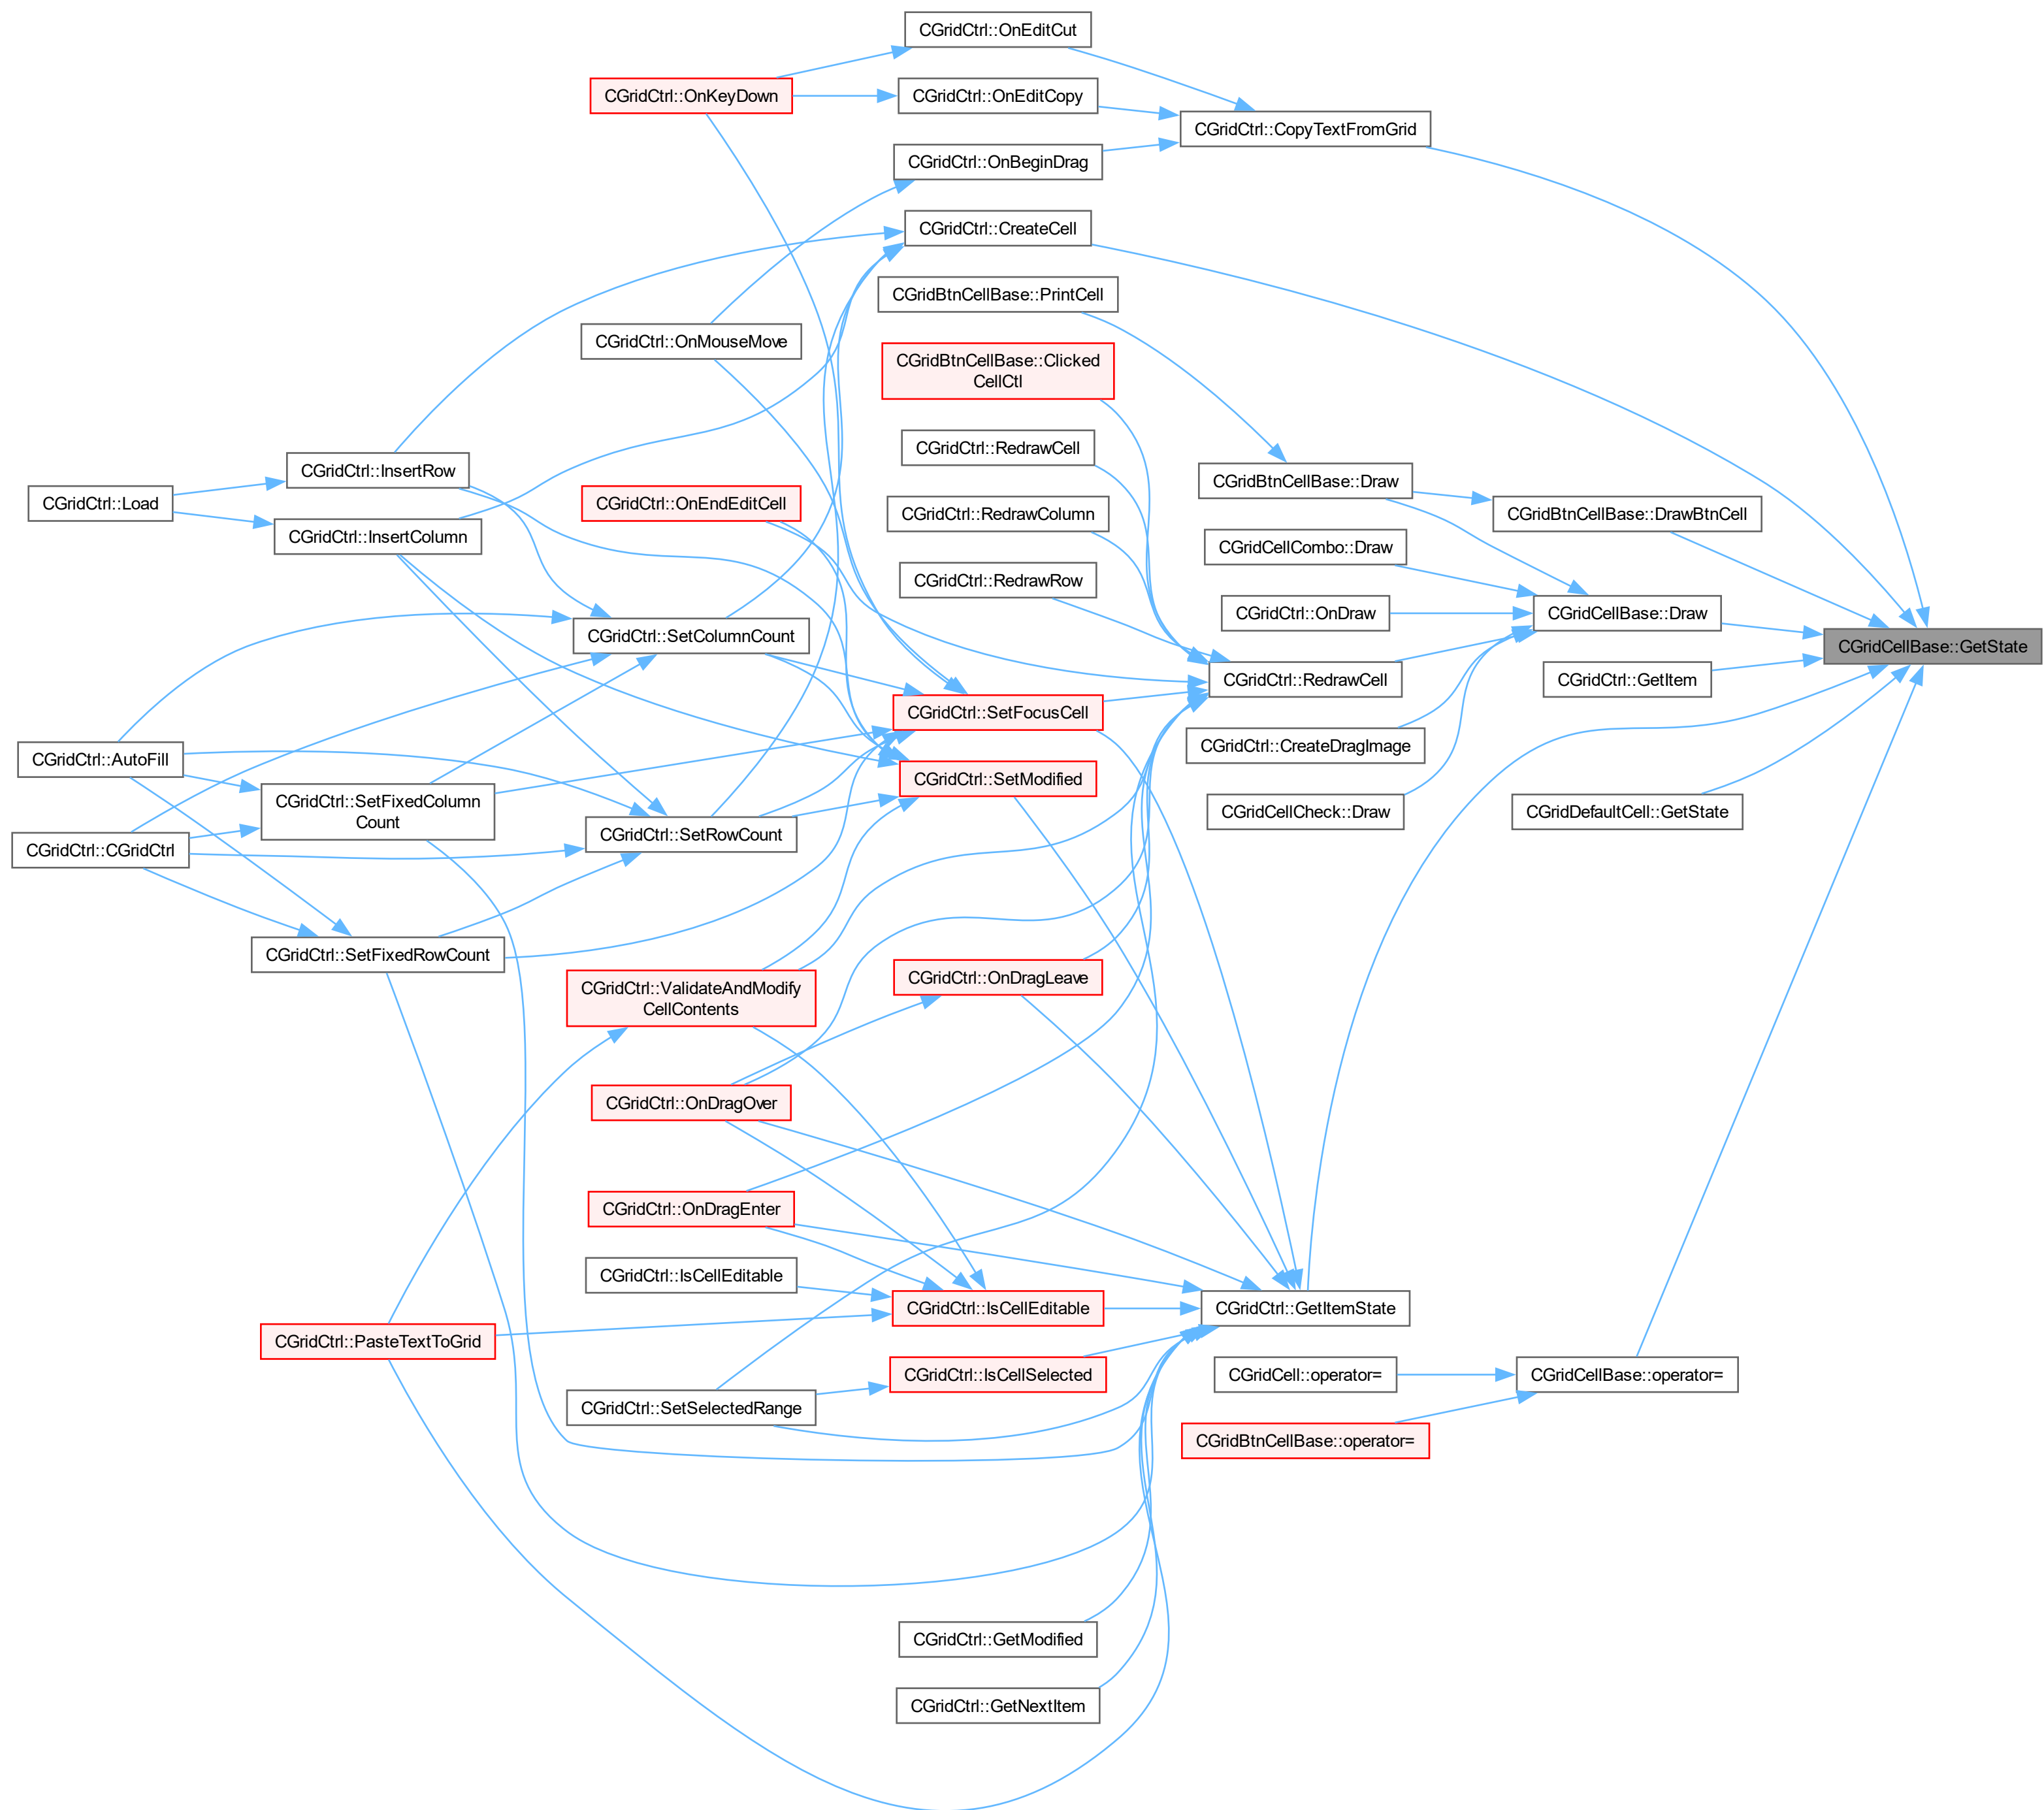 CGridCtrl::OnEditCut
CGridCtrl::OnKeyDown
CGridCtrl::OnEditCopy
CGridCtrl::CopyTextFromGrid
CGridCtrl::OnBeginDrag
CGridCtrl::CreateCell
CGridBtnCellBase::PrintCell
CGridCtrl::OnMouseMove
CGridBtnCellBase::Clicked
CellCtl
CGridCtrl::RedrawCell
CGridCtrl::InsertRow
CGridBtnCellBase::Draw
CGridCtrl::Load
CGridCtrl::OnEndEditCell
CGridCtrl::RedrawColumn
CGridBtnCellBase::DrawBtnCell
CGridCtrl::InsertColumn
CGridCellCombo::Draw
CGridCtrl::RedrawRow
CGridCtrl::OnDraw
CGridCellBase::Draw
CGridCtrl::SetColumnCount
CGridCellBase::GetState
CGridCtrl::RedrawCell
CGridCtrl::GetItem
CGridCtrl::SetFocusCell
CGridCtrl::CreateDragImage
CGridCtrl::AutoFill
CGridCtrl::SetModified
CGridCtrl::SetFixedColumn
Count
CGridCellCheck::Draw
CGridDefaultCell::GetState
CGridCtrl::SetRowCount
CGridCtrl::CGridCtrl
CGridCtrl::SetFixedRowCount
CGridCtrl::OnDragLeave
CGridCtrl::ValidateAndModify
CellContents
CGridCtrl::OnDragOver
CGridCtrl::OnDragEnter
CGridCtrl::IsCellEditable
CGridCtrl::IsCellEditable
CGridCtrl::GetItemState
CGridCtrl::PasteTextToGrid
CGridCtrl::IsCellSelected
CGridCell::operator=
CGridCellBase::operator=
CGridCtrl::SetSelectedRange
CGridBtnCellBase::operator=
CGridCtrl::GetModified
CGridCtrl::GetNextItem